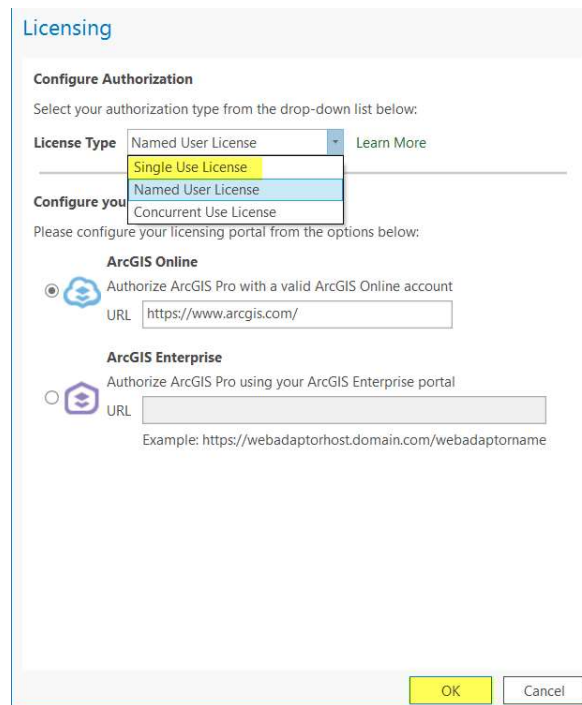 Licensing
Configure Authorization
Select your authorization type from the drop-down list below:
License Type Named User License Learn More
Single Use License
Named User License
Configure you
Concurrent Use License
Please configure your licensing portal from the options below:
ArcGIS Online
Authorize ArcGIS Pro with a valid ArcGIS Online account
URL https://www.arcgis.com/
ArcGIS Enterprise
Authorize ArcGIS Pro using your ArcGIS Enterprise portal
URL
Example: https://webadaptorhost.domain.com/webadaptorname
OK Cancel